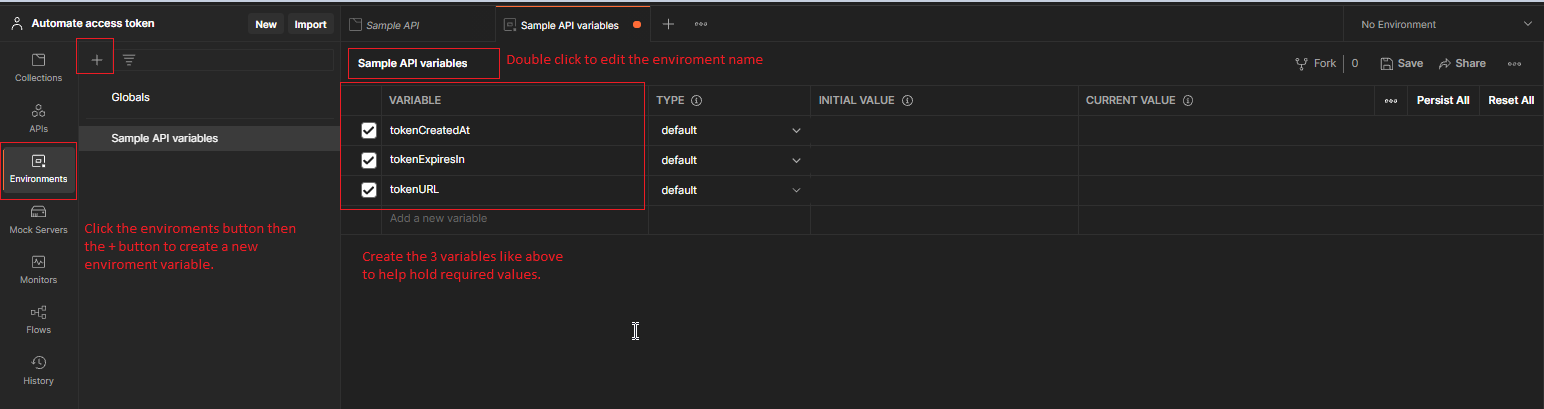 Automate access token
New
Import
Sample API
Sample API variables
No Environment
Collections
APIs
Environments
Mock Servers
Monitors
Flows
History
Globals
Sample API variables
Click the enviroments button then
the + button to create a new
enviroment variable.
Sample API variables
Double click to edit the enviroment name
Fork
0
Save
Share
VARIABLE
TYPE
INITIAL VALUE
CURRENT VALUE
Persist All
Reset All
tokenCreatedAt
default
tokenExpiresIn
default
tokenURL
default
Add a new variable
Create the 3 variables like above
to help hold required values.